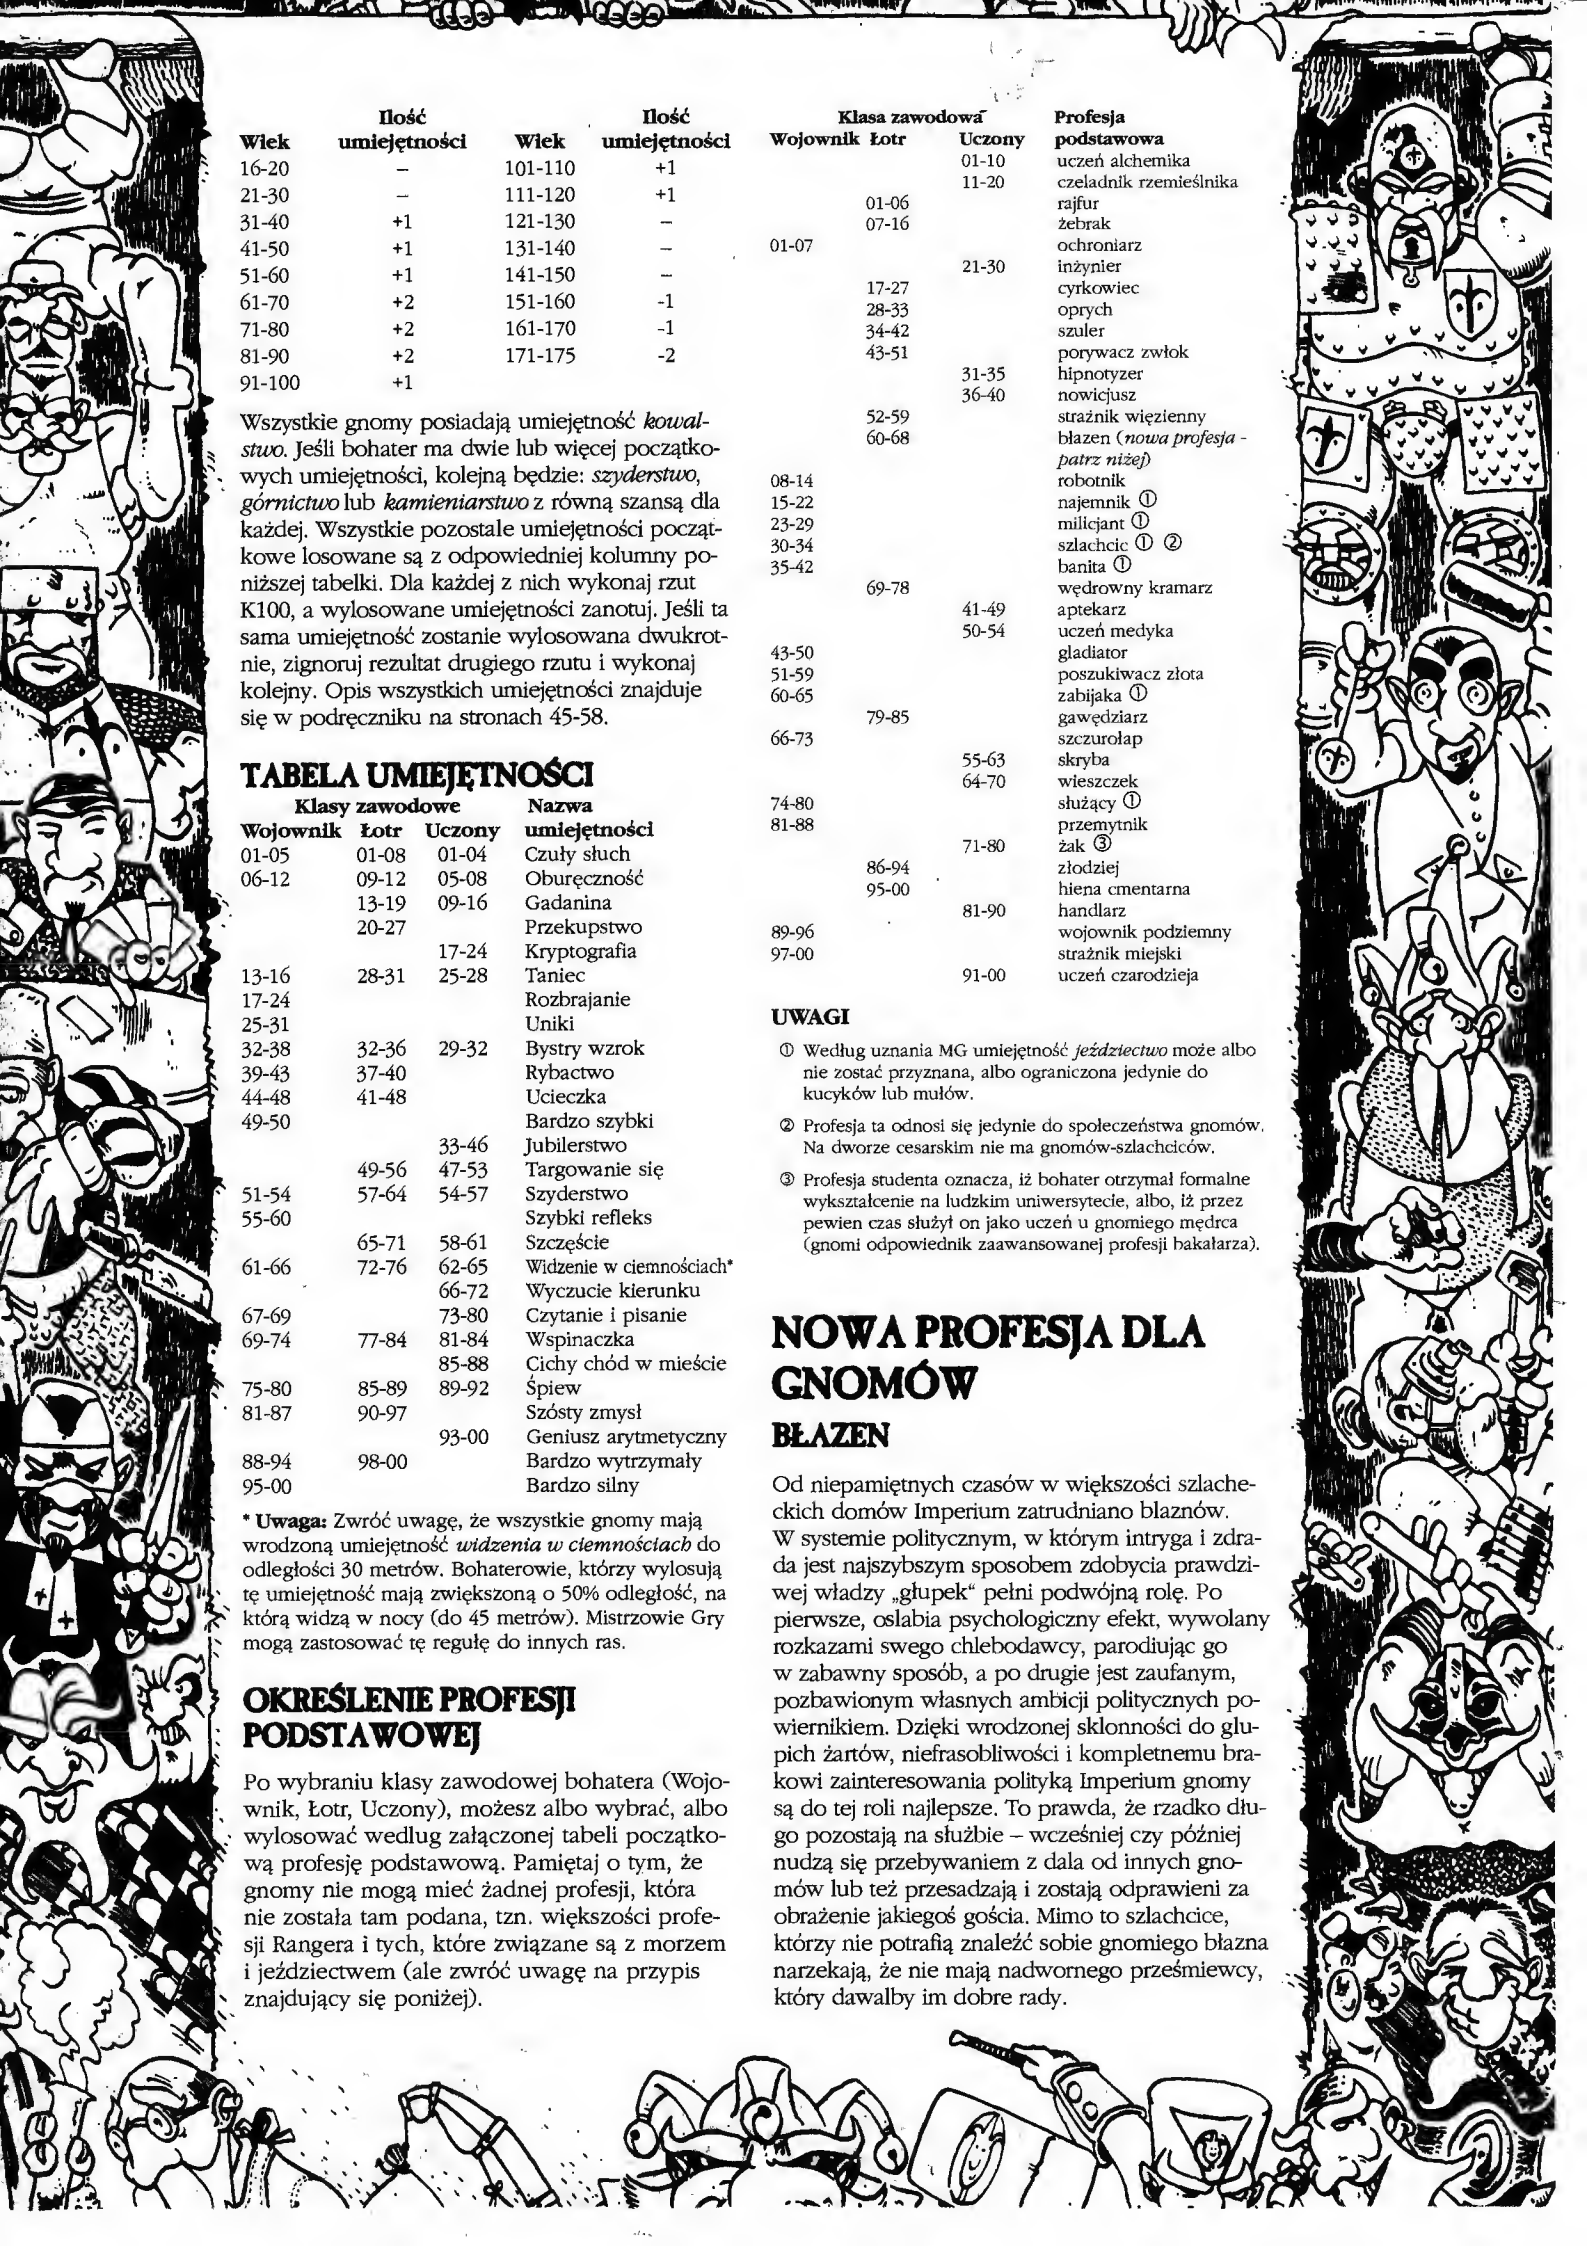 Ilość Ilość
Wiek umiejętności Wiek umiejętności
16-20 – 101-110 +1
21-30 – 111-120 +1
31-40 +1 121-130 –
41-50 +1 131-140 –
51-60 +1 141-150 –
61-70 +2 151-160 -1
71-80 +2 161-170 -1
81-90 +2 171-175 -2
91-100 +1
Wszystkie gnomy posiadają umiejętność kowal-
stwo. Jeśli bohater ma dwie lub więcej początko-
wych umiejętności, kolejną będzie: szyderstwo,
górnictwo lub kamieniarstwo z równą szansą dla
każdej. Wszystkie pozostałe umiejętności począt-
kowe losowane są z odpowiedniej kolumny po-
niższej tabelki. Dla każdej z nich wykonaj rzut
K100, a wylosowane umiejętności zanotuj. Jeśli ta
sama umiejętność zostanie wylosowana dwukrot-
nie, zignoruj rezultat drugiego rzutu i wykonaj
kolejny. Opis wszystkich umiejętności znajduje
się w podręczniku na stronach 45-58.
TABELA UMIEJĘTNOŚCI
Klasy zawodowe Nazwa
Wojownik Łotr Uczony umiejętności
01-05 01-08 01-04 Czuły słuch
06-12 09-12 05-08 Oburęczność
13-19 09-16 Gadanina
20-27 Przekupstwo
17-24 Kryptografia
13-16 28-31 25-28 Taniec
17-24 Rozbrajanie
25-31 Uniki
32-38 32-36 29-32 Bystry wzrok
39-43 37-40 Rybactwo
44-48 41-48 Ucieczka
49-50 Bardzo szybki
33-46 Jubilerstwo
49-56 47-53 Targowanie się
51-54 57-64 54-57 Szyderstwo
55-60 Szybki refleks
65-71 58-61 Szczęście
61-66 72-76 62-65 Widzenie w ciemnościach*
66-72 Wyczucie kierunku
67-69 73-80 Czytanie i pisanie
69-74 77-84 81-84 Wspinaczka
85-88 Cichy chód w mieście
75-80 85-89 89-92 Śpiew
81-87 90-97 Szósty zmysł
93-00 Geniusz arytmetyczny
88-94 98-00 Bardzo wytrzymały
95-00 Bardzo silny
* Uwaga: Zwróć uwagę, że wszystkie gnomy mają
wrodzoną umiejętność widzenia w ciemnościach do
odległości 30 metrów. Bohaterowie, którzy wylosują
tę umiejętność mają zwiększoną o 50% odległość, na
którą widzą w nocy (do 45 metrów). Mistrzowie Gry
mogą zastosować tę regułę do innych ras.
OKREŚLENIE PROFESJI
PODSTAWOWEJ
Po wybraniu klasy zawodowej bohatera (Wojo-
wnik, Łotr, Uczony), możesz albo wybrać, albo
wylosować według załączonej tabeli początko-
wą profesję podstawową. Pamiętaj o tym, że
gnomy nie mogą mieć żadnej profesji, która
nie została tam podana, tzn. większości profe-
sji Rangera i tych, które związane są z morzem
i jeździectwem (ale zwróć uwagę na przypis
znajdujący się poniżej).
Klasa zawodowa Profesja
Wojownik Łotr Uczony podstawowa
01-10 uczeń alchemika
11-20 czeladnik rzemieślnika
01-06 rajfur
07-16 żebrak
01-07 ochroniarz
21-30 inżynier
17-27 cyrkowiec
28-33 oprych
34-42 szuler
43-51 porywacz zwłok
31-35 hipnotyzer
36-40 nowicjusz
52-59 strażnik więzienny
60-68 błazen (nowa profesja -
patrz niżej)
08-14 robotnik
15-22 najemnik ①
23-29 milicjant ①
30-34 szlachcic ① ②
35-42 banita ①
69-78 wędrowny kramarz
41-49 aptekarz
50-54 uczeń medyka
43-50 gladiator
51-59 poszukiwacz złota
60-65 zabijaka ①
79-85 gawędziarz
66-73 szczurołap
55-63 skryba
64-70 wieszczek
74-80 służący ①
81-88 przemytnik
71-80 żak ③
86-94 złodziej
95-00 hiena cmentarna
81-90 handlarz
89-96 wojownik podziemny
97-00 strażnik miejski
91-00 uczeń czarodzieja
UWAGI
① Według uznania MG umiejętność jeździectwo może albo
nie zostać przyznana, albo ograniczona jedynie do
kucyków lub mułów.
② Profesja ta odnosi się jedynie do społeczeństwa gnomów.
Na dworze cesarskim nie ma gnomów-szlachciców.
③ Profesja studenta oznacza, iż bohater otrzymał formalne
wykształcenie na ludzkim uniwersytecie, albo, iż przez
pewien czas służył on jako uczeń u gnomiego mędrca
(gnomi odpowiednik zaawansowanej profesji bakałarza).
NOWA PROFESJA DLA
GNOMÓW
BŁAZEN
Od niepamiętnych czasów w większości szlache-
ckich domów Imperium zatrudniano błaznów.
W systemie politycznym, w którym intryga i zdra-
da jest najszybszym sposobem zdobycia prawdzi-
wej władzy „głupek“ pełni podwójną rolę. Po
pierwsze, osłabia psychologiczny efekt, wywołany
rozkazami swego chlebodawcy, parodiując go
w zabawny sposób, a po drugie jest zaufanym,
pozbawionym własnych ambicji politycznych po-
wiernikiem. Dzięki wrodzonej skłonności do głu-
pich żartów, niefrasobliwości i kompletnemu bra-
kowi zainteresowania polityką Imperium gnomy
są do tej roli najlepsze. To prawda, że rzadko dłu-
go pozostają na służbie – wcześniej czy później
nudzą się przebywaniem z dala od innych gno-
mów lub też przesadzają i zostają odprawieni za
obrażenie jakiegoś gościa. Mimo to szlachcice,
którzy nie potrafią znaleźć sobie gnomiego błazna
narzekają, że nie mają nadwornego prześmiewcy,
który dawałby im dobre rady.